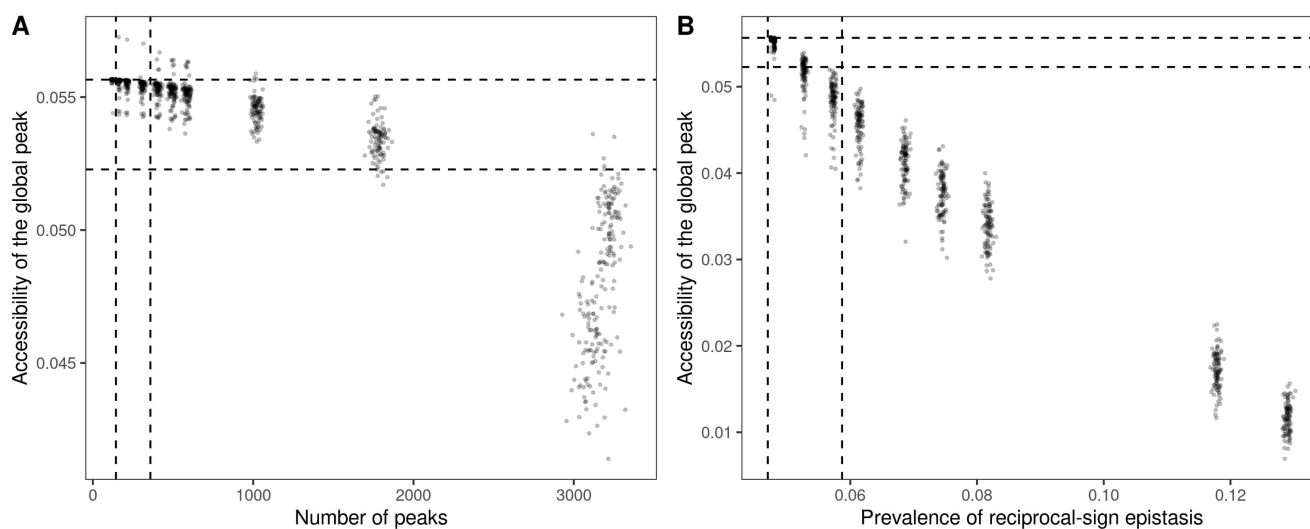 A
Accessibility of the global peak
0.055
0.050
0.045
0
1000
2000
3000
Number of peaks
B
Accessibility of the global peak
0.05
0.04
0.03
0.02
0.01
0.06
0.08
0.10
0.12
Prevalence of reciprocal-sign epistasis